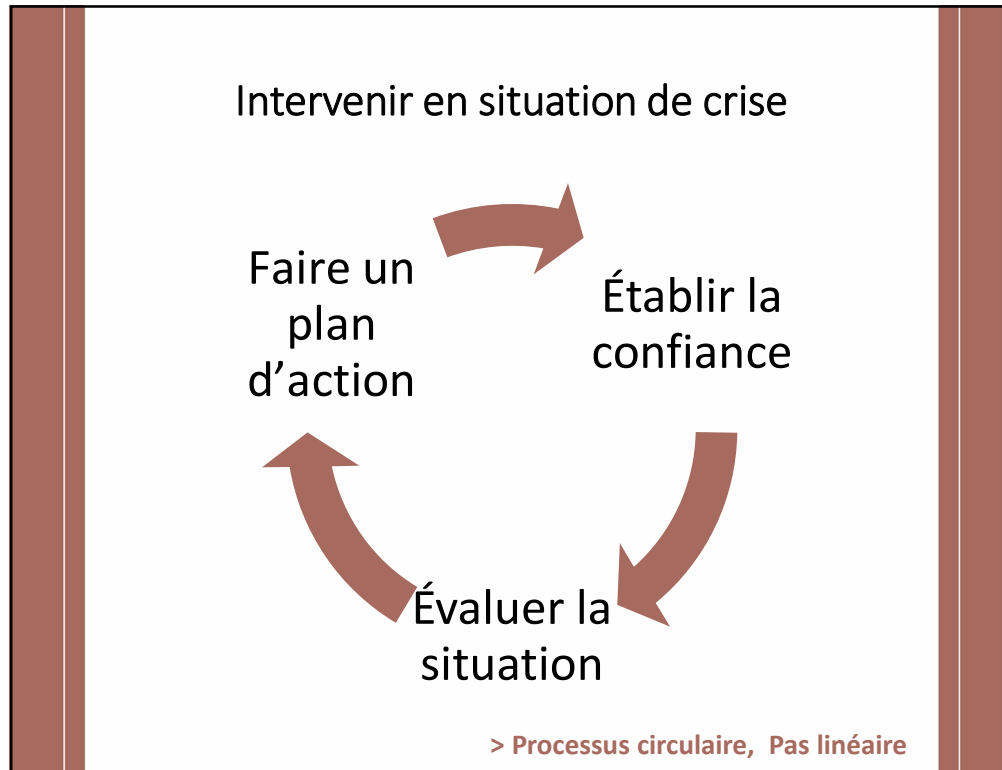 Intervenir en situation de crise
Faire un
plan
d’action
Établir la
confiance
Évaluer la
situation
> Processus circulaire, Pas linéaire